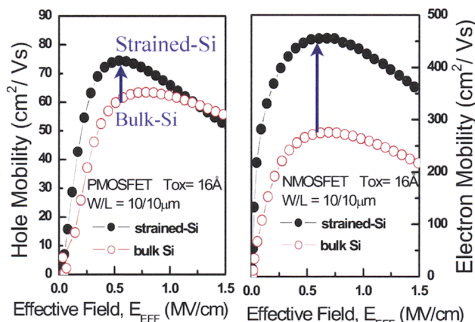 Hole Mobility (cm²/ Vs)
90
80
70
60
50
40
30
20
10
0
Strained-Si
Bulk-Si
PMOSFET Tox= 16Å
W/L = 10/10μm
strained-Si
bulk Si
0.0 0.5 1.0 1.5
Effective Field, E_EFF (MV/cm)
NMOSFET Tox= 16A
W/L = 10/10μm
strained-Si
bulk Si
0.0 0.5 1.0 1.5
Effective Field, E_EFF (MV/cm)
500
400
300
200
100
0
Electron Mobility (cm²/ Vs)